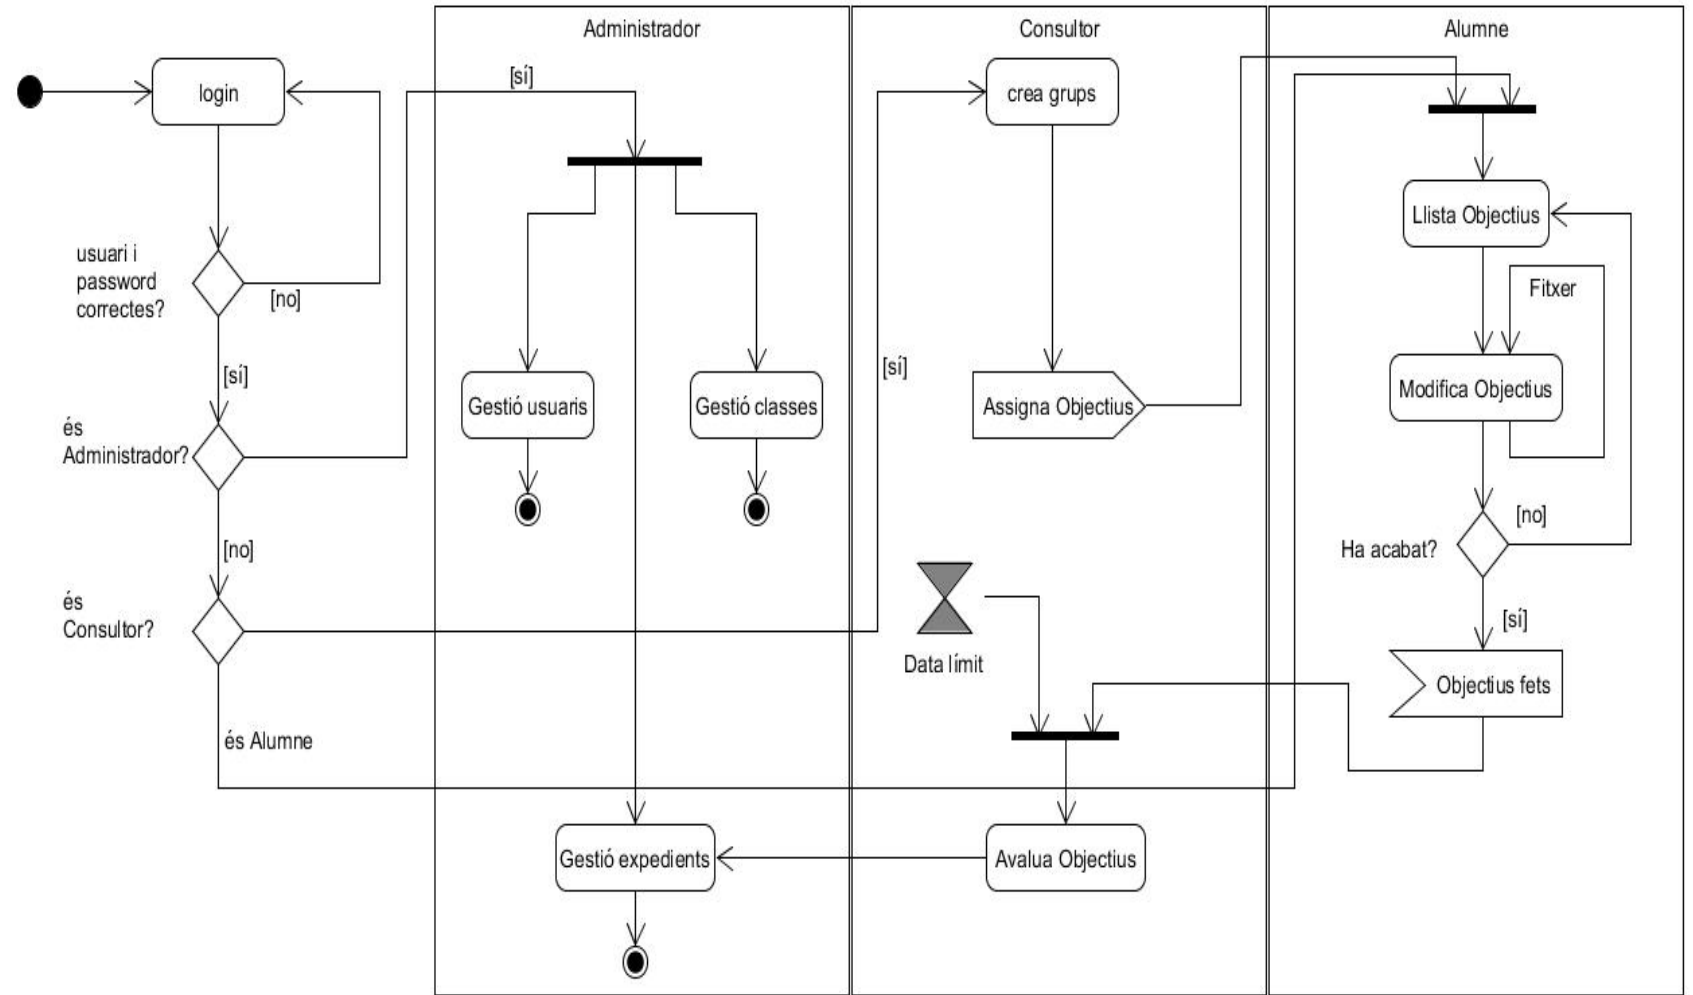 Administrador
Consultor
Alumne
[sí]
login
crea grups
Llista Objectius
usuari i
password
correctes?
[no]
Fitxer
[sí]
[sí]
Gestió usuaris
Gestió classes
Assigna Objectius
Modifica Objectius
és
Administrador?
[no]
Ha acabat?
[no]
és
Consultor?
[sí]
Data límit
Objectius fets
és Alumne
Gestió expedients
Avalua Objectius